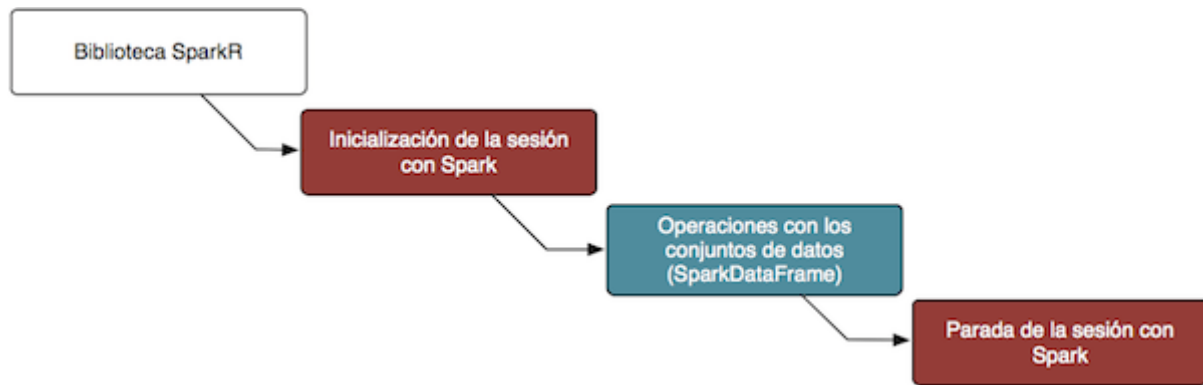 Biblioteca SparkR
Inicialización de la sesión
con Spark
Operaciones con los
conjuntos de datos
(SparkDataFrame)
Parada de la sesión con
Spark